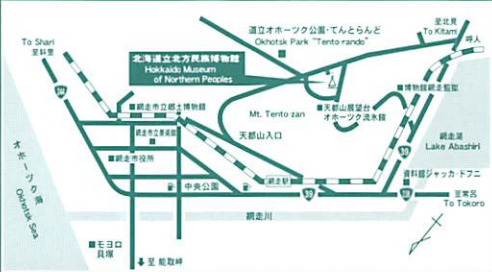 道立オホーツク公園・てんとらんど
Okhotsk Park "Tento-rando"
至北見
To Kitami
呼人
To Shari
至斜里
北海道立北方民族博物館
Hokkaido Museum
of Northern Peoples
244
■網走市立郷土博物館
Mt. Tento-zan
■天都山展望台
オホーツク流氷館
■博物館網走監獄
網走市立美術館
天都山入口
網走湖
Lake Abashiri
39
■網走市役所
オホーツク海
Okhotsk Sea
資料館ジャッカ・ドフニ
中央公園
網走駅
39
238
至常呂
To Tokoro
網走川
■モヨロ
貝塚
至 能取岬